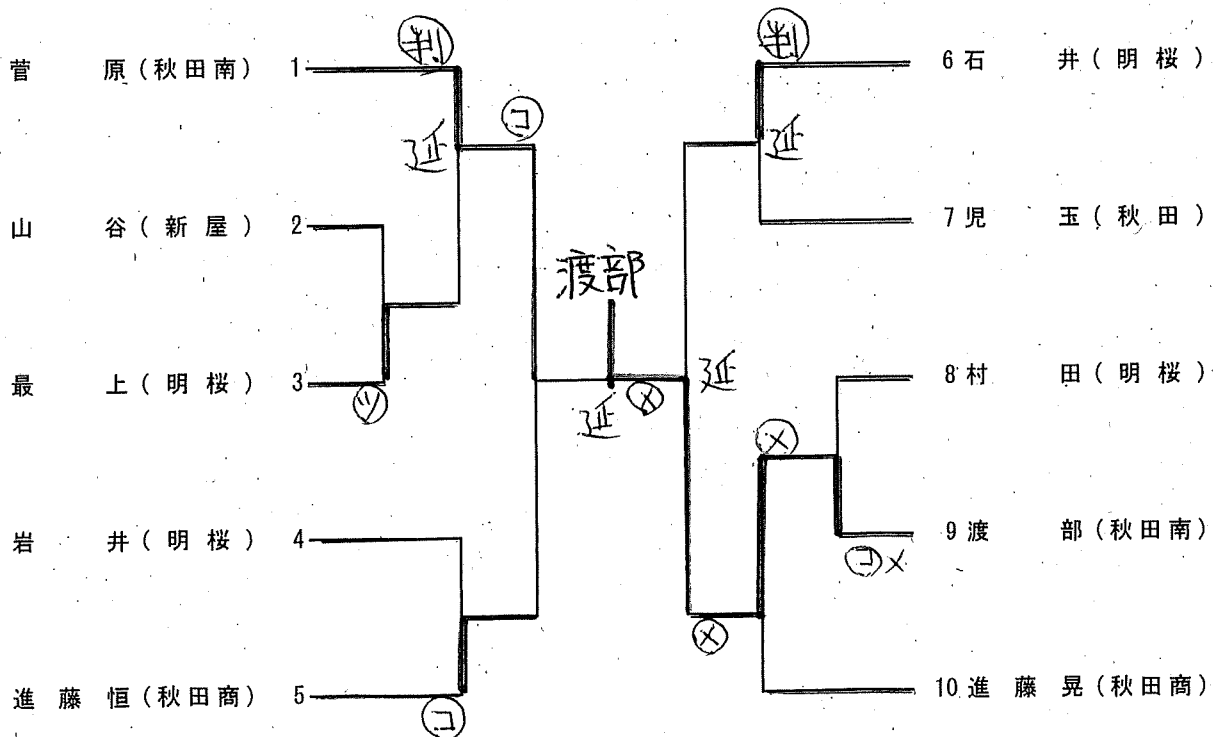 判
判
菅 原(秋田南) 1
6 石 井(明桜)
コ
延
延
山 谷(新屋) 2
7 児 玉(秋田)
渡部
最 上(明桜) 3
ツ
延
メ
延
8 村 田(明桜)
メ
岩 井(明桜) 4
9 渡 部(秋田南)
コメ
メ
進 藤 恒(秋田商) 5
コ
10 進 藤 晃(秋田商)